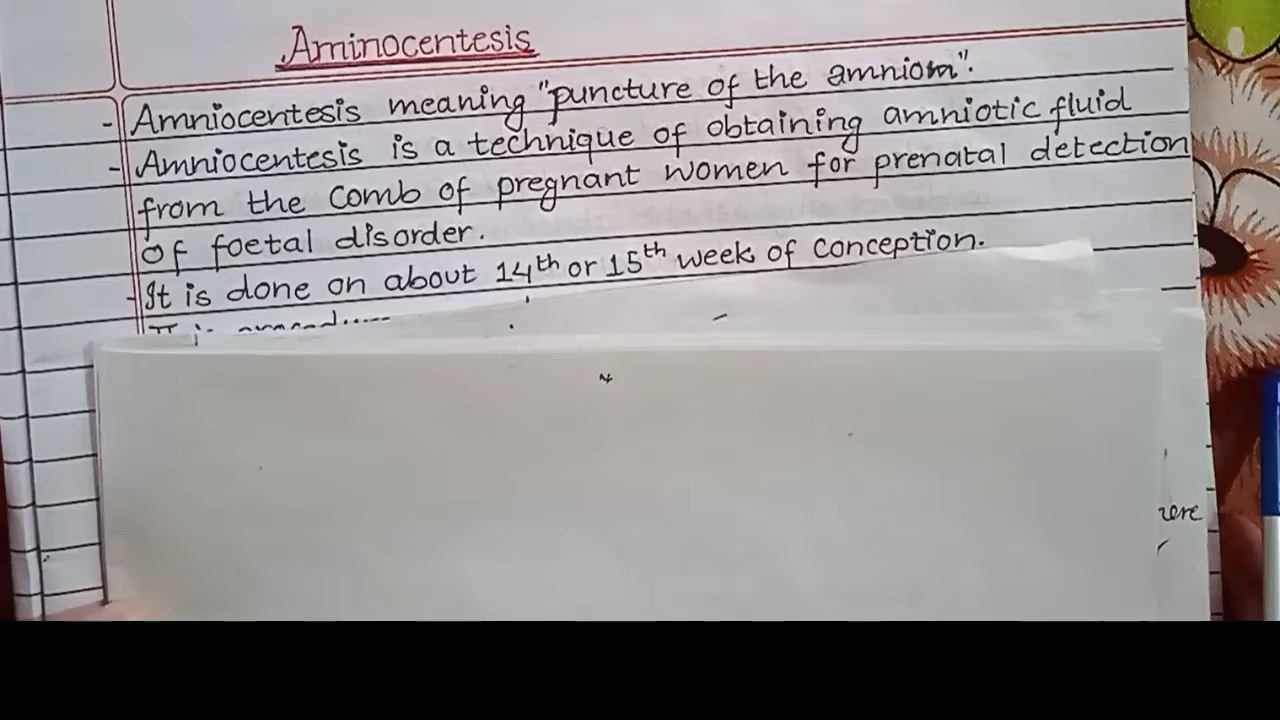 Aminocentesis
- Amniocentesis meaning "puncture of the amnion".
- Amniocentesis is a technique of obtaining amniotic fluid
from the comb of pregnant women for prenatal detection
of foetal disorder.
- It is done on about 14th or 15th week of conception.